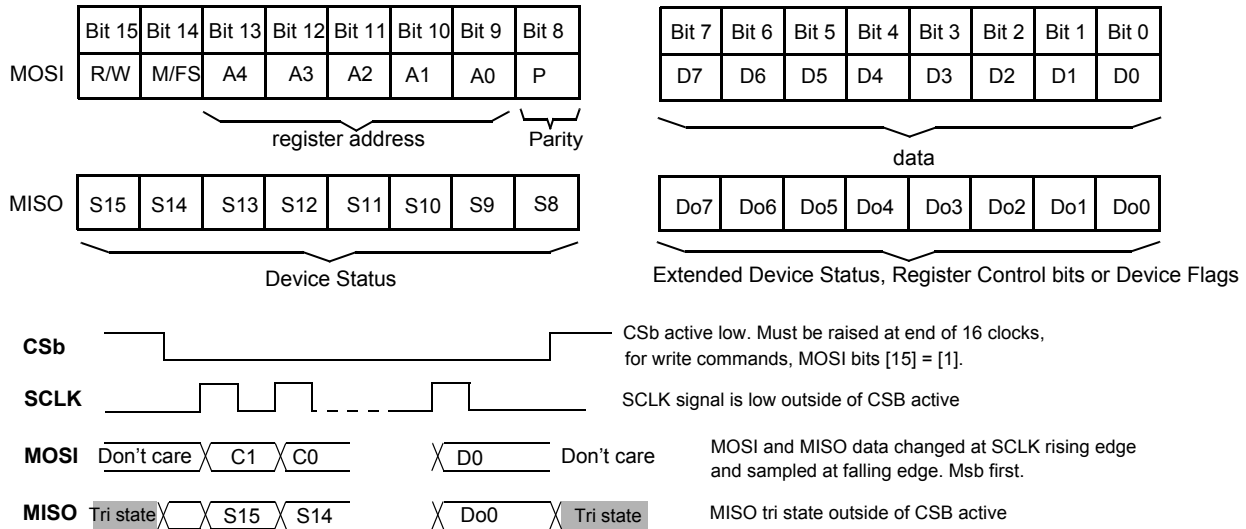 Bit 15 Bit 14 Bit 13 Bit 12 Bit 11 Bit 10 Bit 9 Bit 8 Bit 7 Bit 6 Bit 5 Bit 4 Bit 3 Bit 2 Bit 1 Bit 0
MOSI R/W M/FS A4 A3 A2 A1 A0 P D7 D6 D5 D4 D3 D2 D1 D0
register address Parity data
MISO S15 S14 S13 S12 S11 S10 S9 S8 Do7 Do6 Do5 Do4 Do3 Do2 Do1 Do0
Device Status Extended Device Status, Register Control bits or Device Flags
CSb CSb active low. Must be raised at end of 16 clocks,
for write commands, MOSI bits [15] = [1].
SCLK SCLK signal is low outside of CSB active
MOSI Don't care C1 C0 D0 Don't care MOSI and MISO data changed at SCLK rising edge
and sampled at falling edge. Msb first.
MISO Tri state S15 S14 Do0 Tri state MISO tri state outside of CSB active